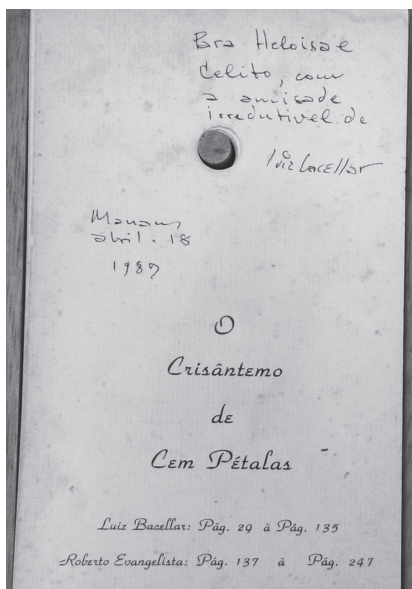 Bra Heloisa e
Celito, com
a amizade
irredutível de
Luiz Bacellar
Manaus,
abril. 18
1987
O
Crisântemo
de
Cem Pétalas
Luiz Bacellar: Pág. 29 à Pág. 135
Roberto Evangelista: Pág. 137 à Pág. 247